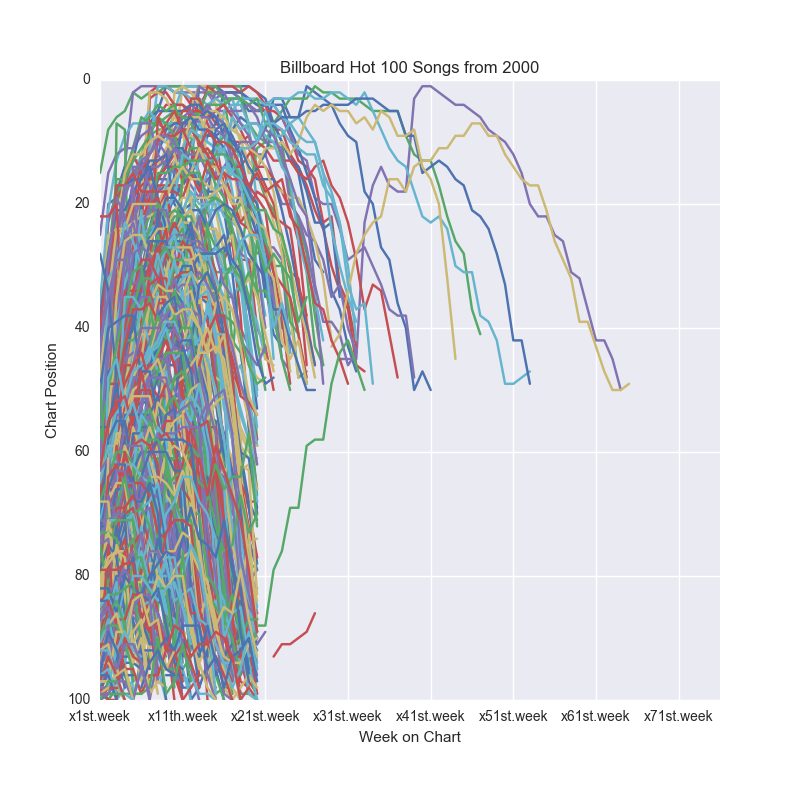 Billboard Hot 100 Songs from 2000
0
20
40
60
80
100
Chart Position
x1st.week x11th.week x21st.week x31st.week x41st.week x51st.week x61st.week x71st.week
Week on Chart